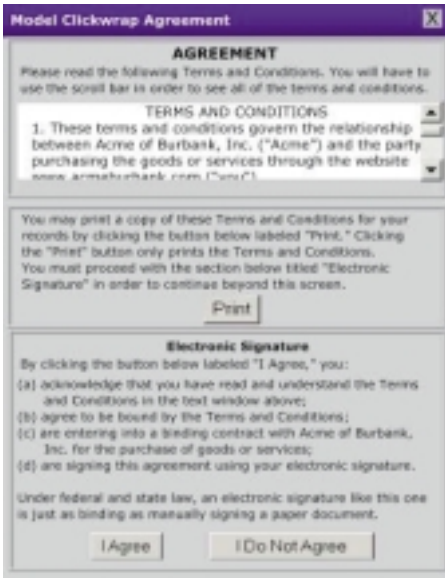 Model Clickwrap Agreement
X
AGREEMENT
Please read the following Terms and Conditions. You will have to
use the scroll bar in order to see all of the terms and conditions.
TERMS AND CONDITIONS
1. These terms and conditions govern the relationship
between Acme of Burbank, Inc. ("Acme") and the party
purchasing the goods or services through the website
www.acmeburbank.com ("you")
You may print a copy of these Terms and Conditions for your
records by clicking the button below labeled "Print." Clicking
the "Print" button only prints the Terms and Conditions.
You must proceed with the section below titled "Electronic
Signature" in order to continue beyond this screen.
Print
Electronic Signature
By clicking the button below labeled "I Agree," you:
(a) acknowledge that you have read and understand the Terms
and Conditions in the text window above;
(b) agree to be bound by the Terms and Conditions;
(c) are entering into a binding contract with Acme of Burbank,
Inc. for the purchase of goods or services;
(d) are signing this agreement using your electronic signature.
Under federal and state law, an electronic signature like this one
is just as binding as manually signing a paper document.
I Agree
I Do Not Agree